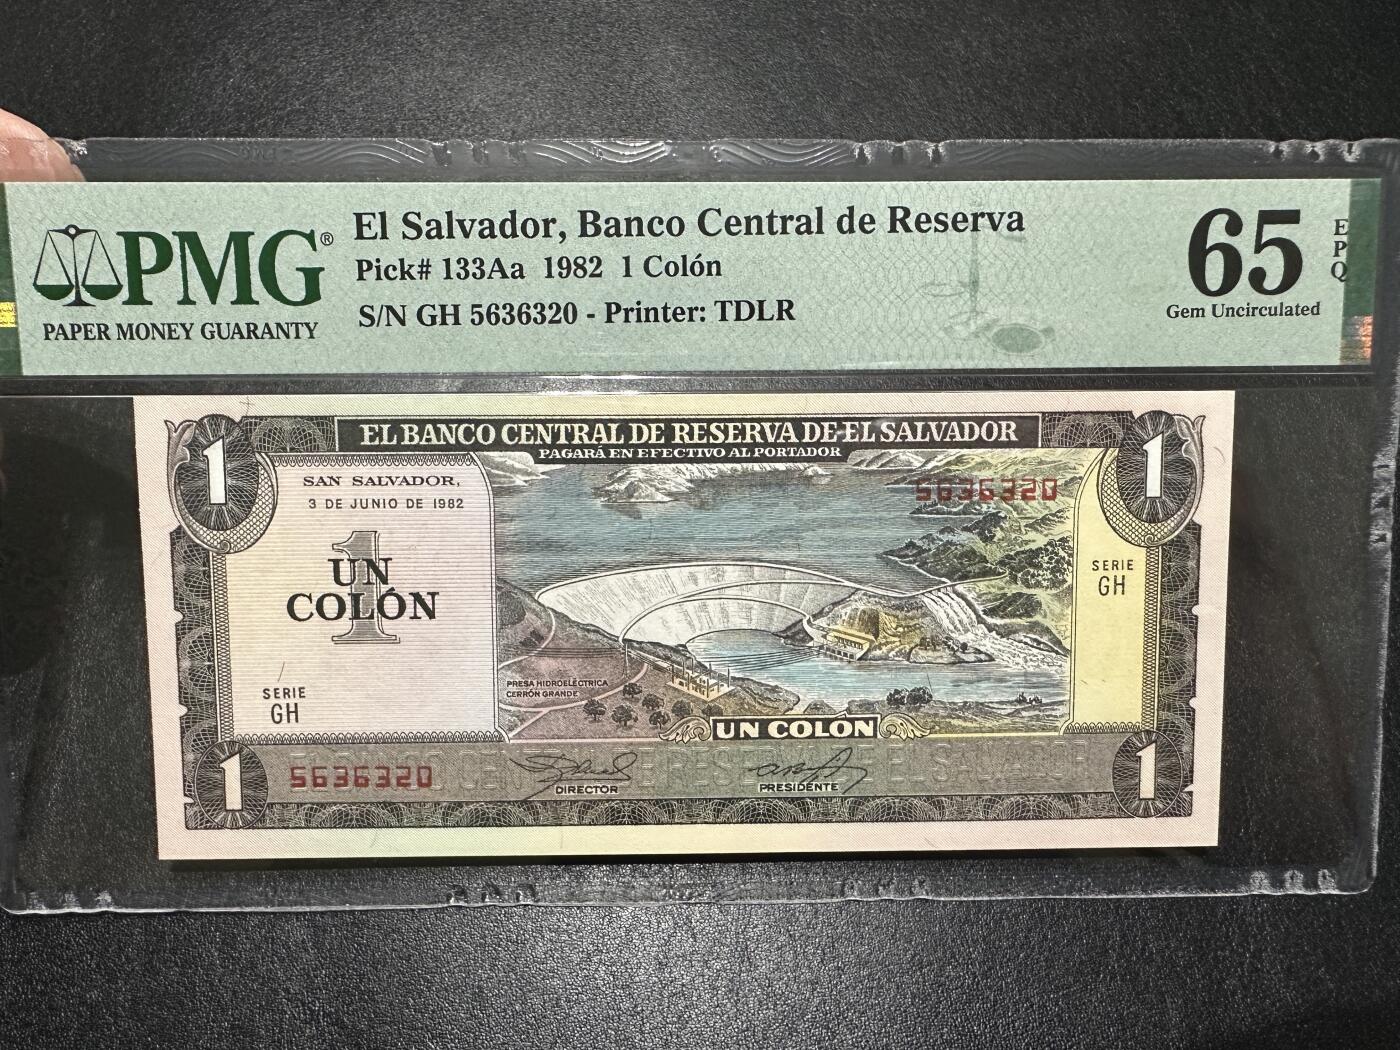 PMG®
PAPER MONEY GUARANTY
El Salvador, Banco Central de Reserva
Pick# 133Aa 1982 1 Colón
S/N GH 5636320 - Printer: TDLR
65
EPQ
Gem Uncirculated
1
EL BANCO CENTRAL DE RESERVA DE EL SALVADOR
1
PAGARÁ EN EFECTIVO AL PORTADOR
SAN SALVADOR,
3 DE JUNIO DE 1982
5636320
1
UN
COLÓN
SERIE
GH
SERIE
GH
PRESA HIDROELÉCTRICA
CERRÓN GRANDE
UN COLÓN
1
5636320
DIRECTOR
PRESIDENTE
1